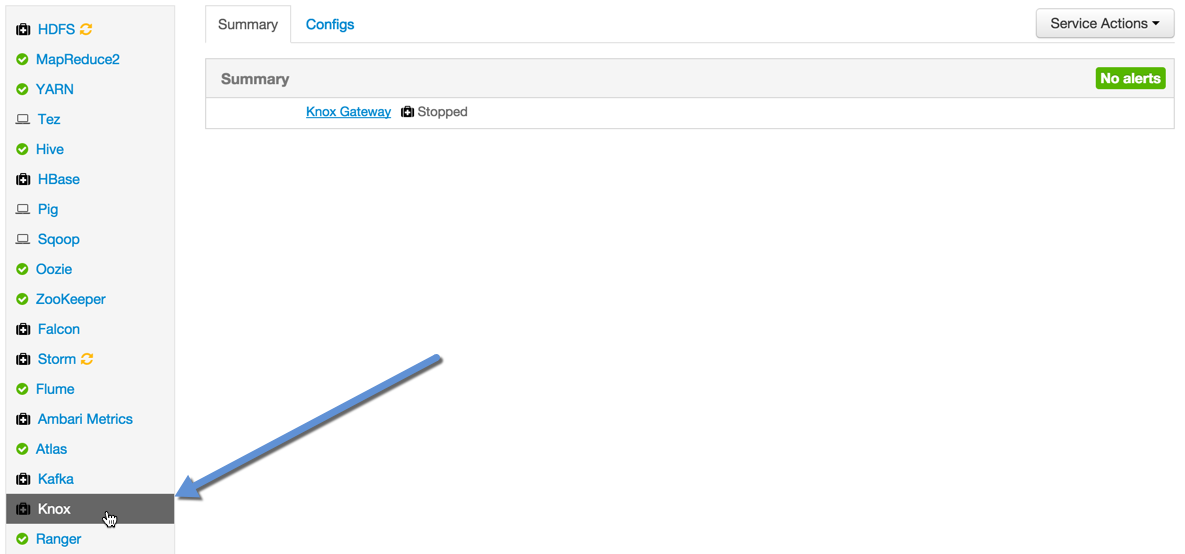 HDFS
MapReduce2
YARN
Tez
Hive
HBase
Pig
Sqoop
Oozie
ZooKeeper
Falcon
Storm
Flume
Ambari Metrics
Atlas
Kafka
Knox
Ranger
Summary Configs Service Actions
Summary No alerts
Knox Gateway Stopped